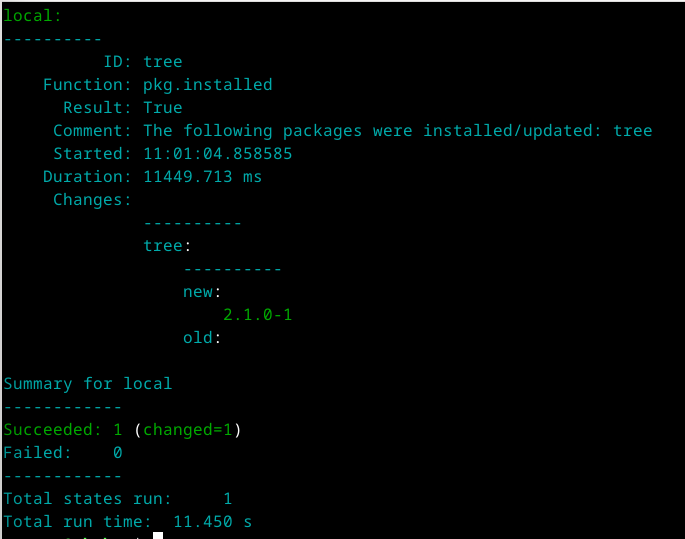 local:
----------
          ID: tree
    Function: pkg.installed
      Result: True
     Comment: The following packages were installed/updated: tree
     Started: 11:01:04.858585
    Duration: 11449.713 ms
     Changes:
              ----------
              tree:
                  ----------
                  new:
                      2.1.0-1
                  old:

Summary for local
------------
Succeeded: 1 (changed=1)
Failed:    0
------------
Total states run:     1
Total run time:  11.450 s